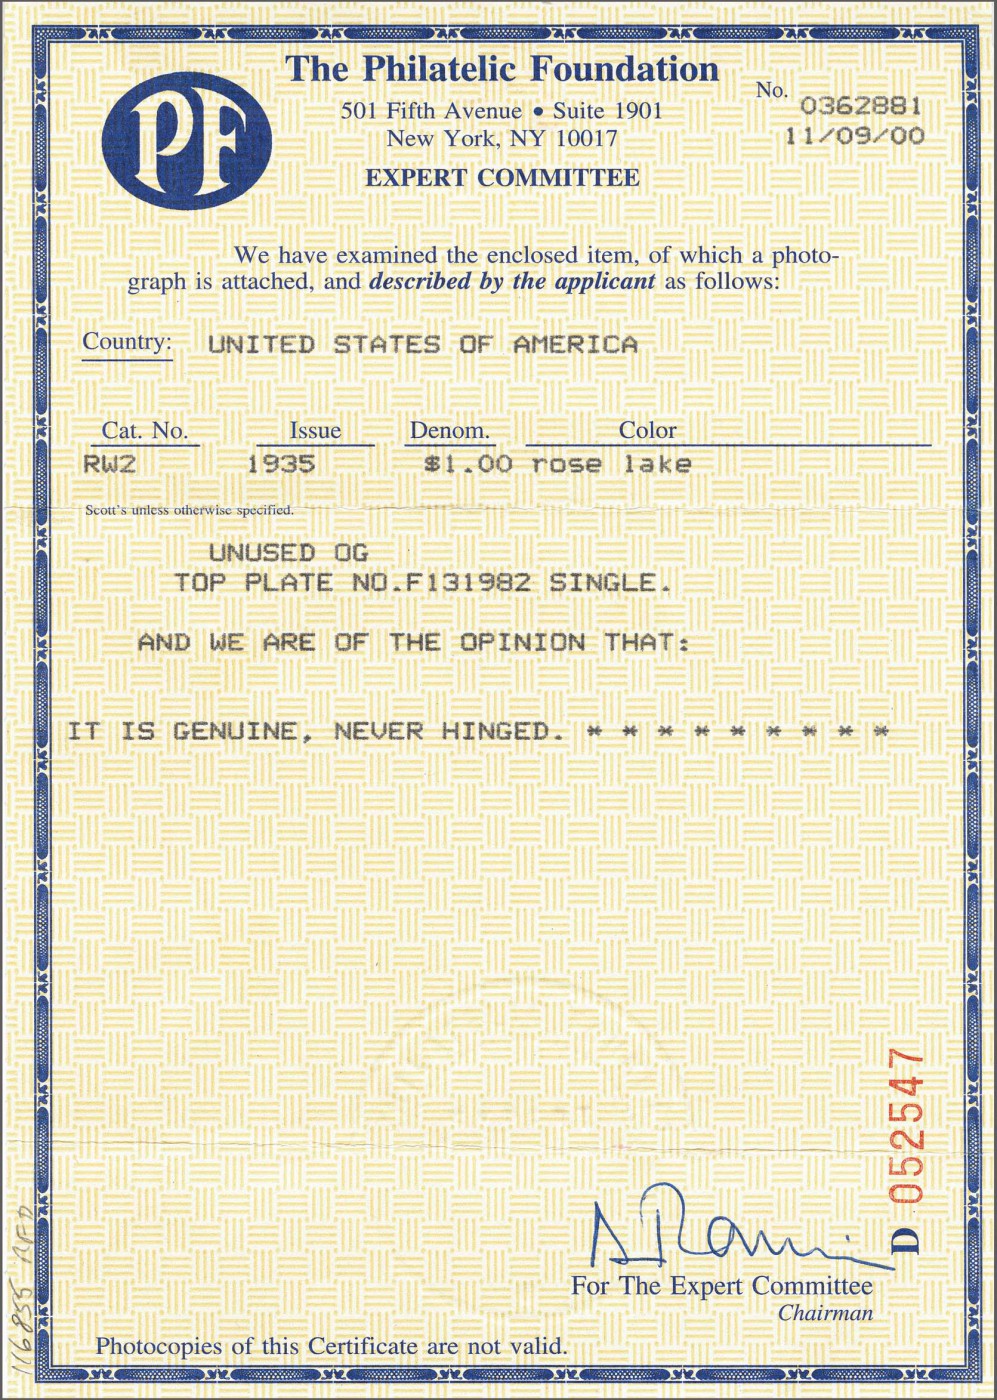 PF
The Philatelic Foundation
501 Fifth Avenue • Suite 1901
New York, NY 10017
EXPERT COMMITTEE
No. 0362881
11/09/00
We have examined the enclosed item, of which a photo-
graph is attached, and described by the applicant as follows:
Country: UNITED STATES OF AMERICA
Cat. No. Issue Denom. Color
RW2 1935 $1.00 rose lake
Scott's unless otherwise specified.
UNUSED OG
TOP PLATE NO.F131982 SINGLE.
AND WE ARE OF THE OPINION THAT:
IT IS GENUINE, NEVER HINGED. * * * * * * * * *
D 052547
For The Expert Committee
Chairman
Photocopies of this Certificate are not valid.
116855